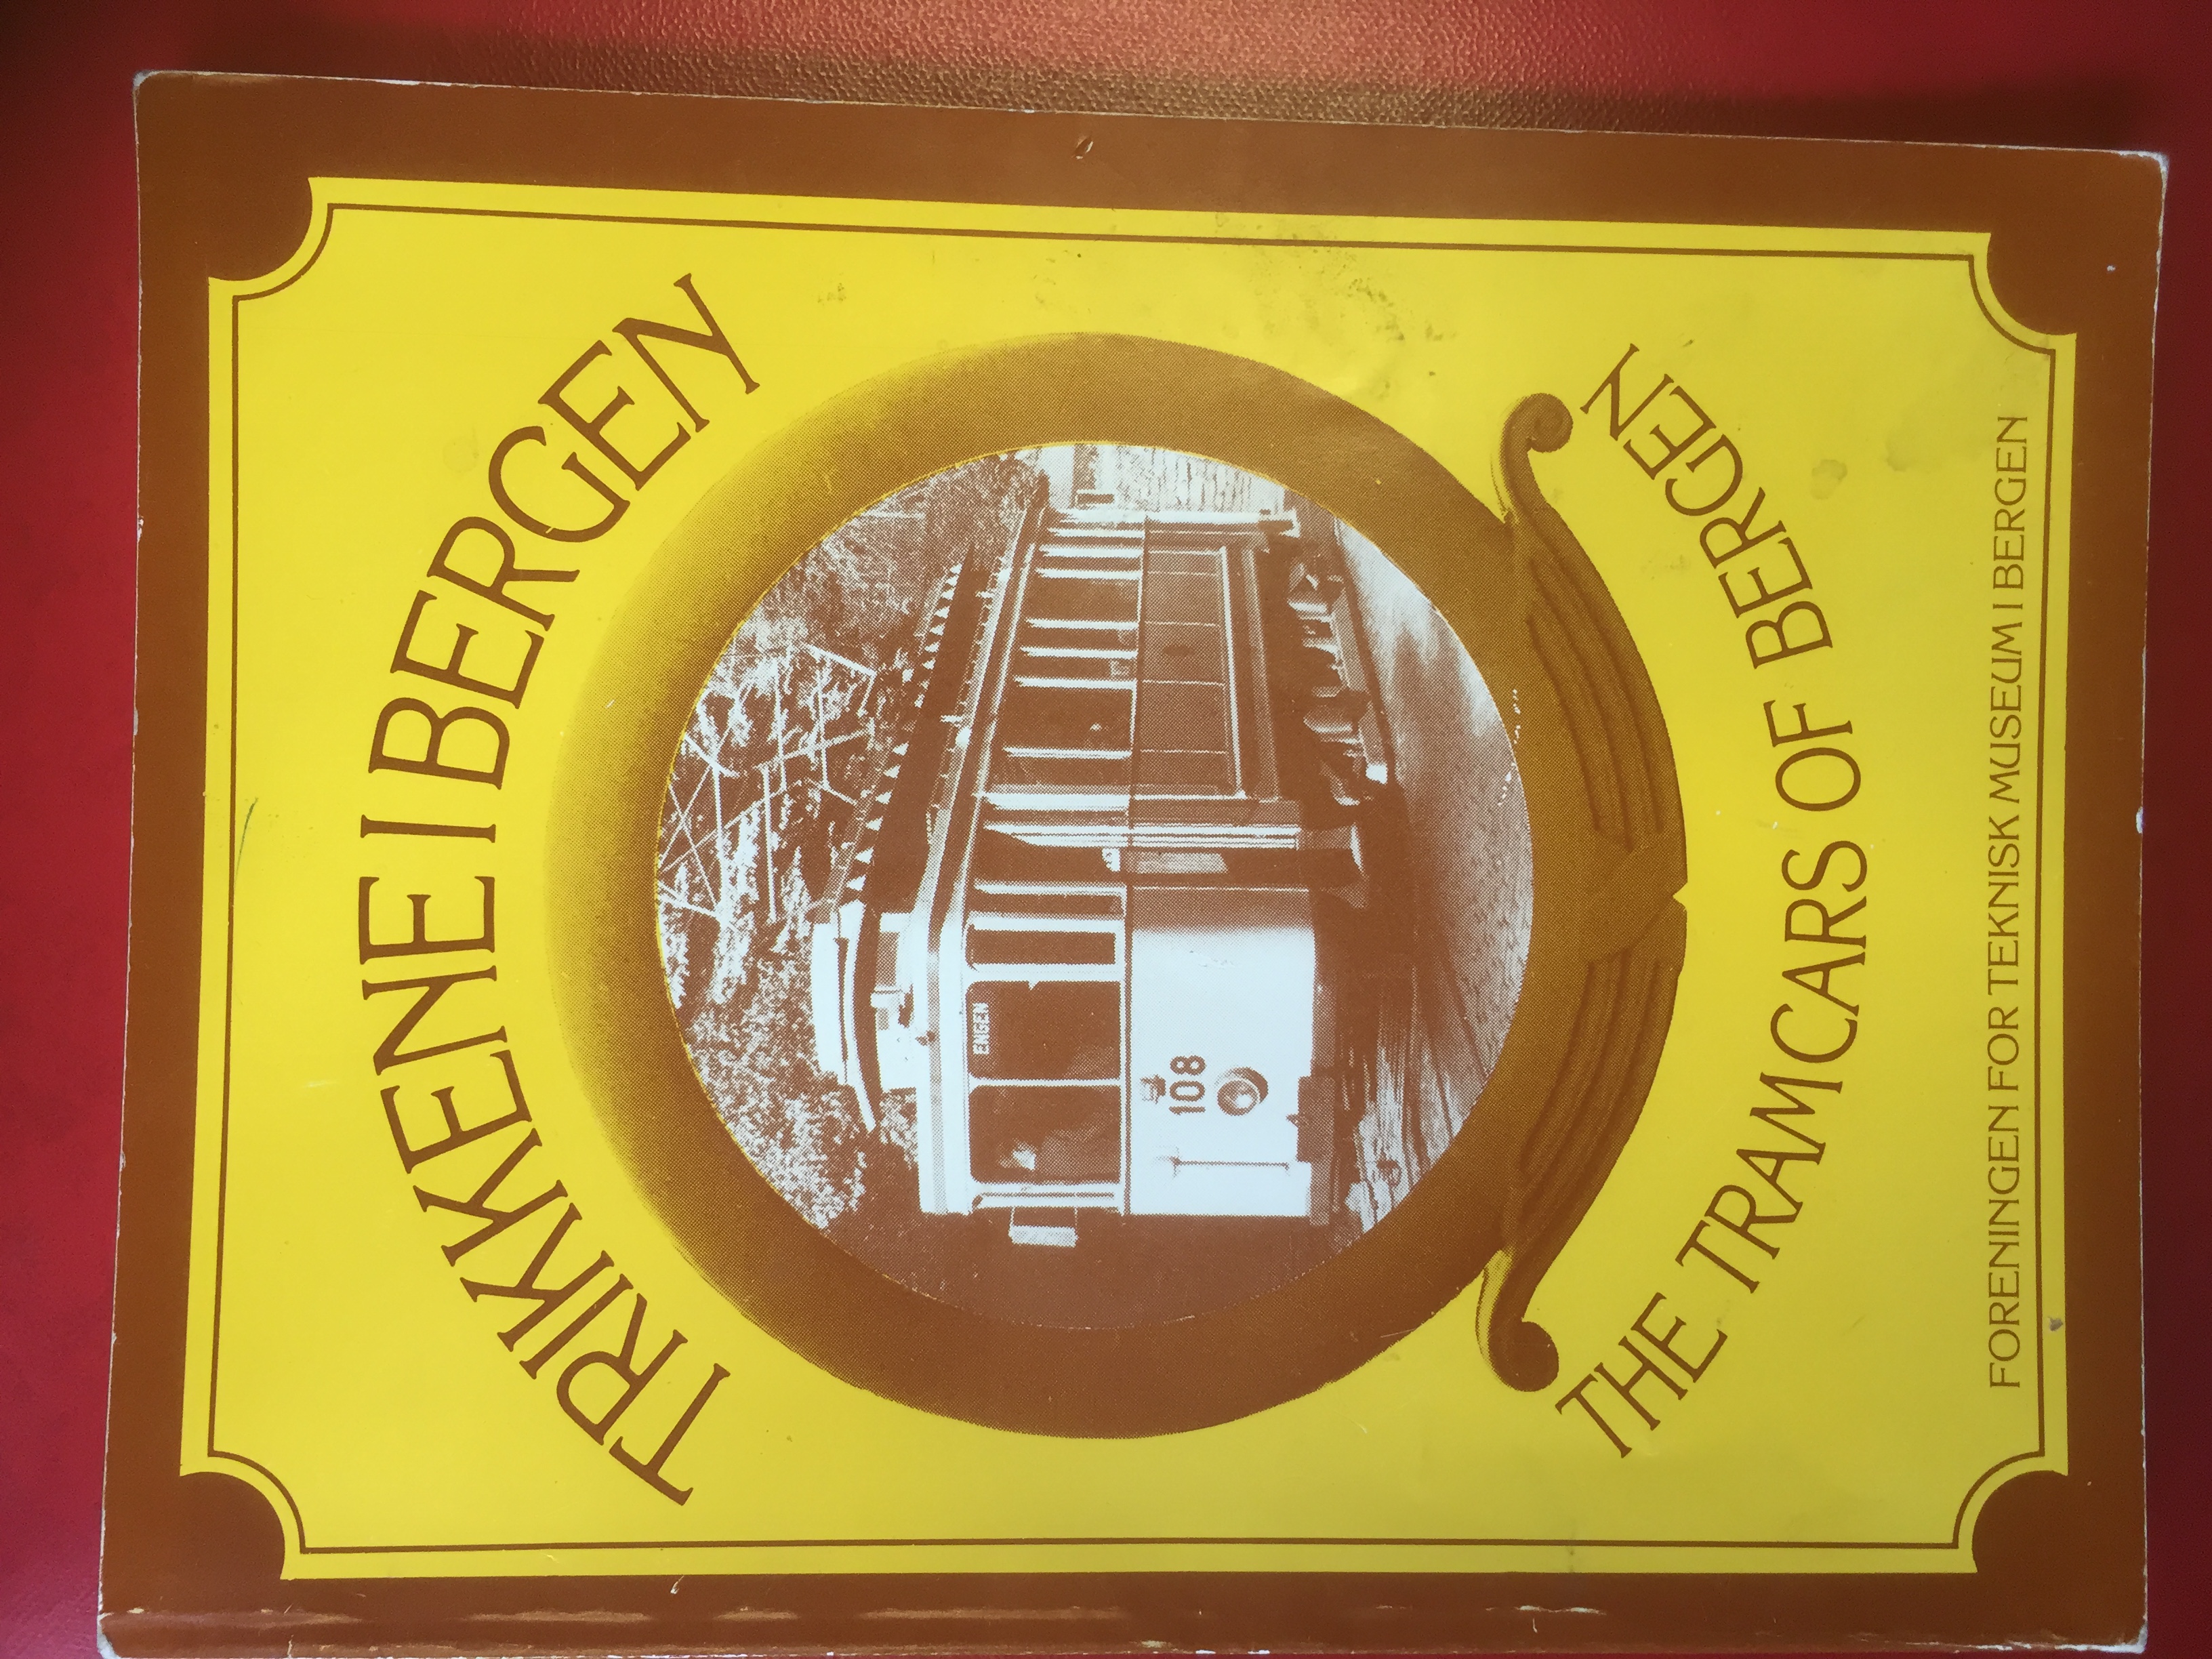 TRIKKENE I BERGEN
ENGEN
108
THE TRAMCARS OF BERGEN
FORENINGEN FOR TEKNISK MUSEUM I BERGEN